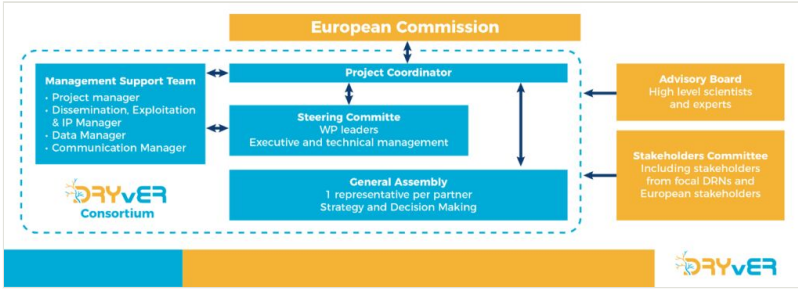 European Commission
Project Coordinator
Management Support Team
• Project manager
• Dissemination, Exploitation
& IP Manager
• Data Manager
• Communication Manager
Steering Committe
WP leaders
Executive and technical management
General Assembly
1 representative per partner
Strategy and Decision Making
DRYvER
Consortium
Advisory Board
High level scientists
and experts
Stakeholders Committee
Including stakeholders
from focal DRNs and
European stakeholders
DRYvER